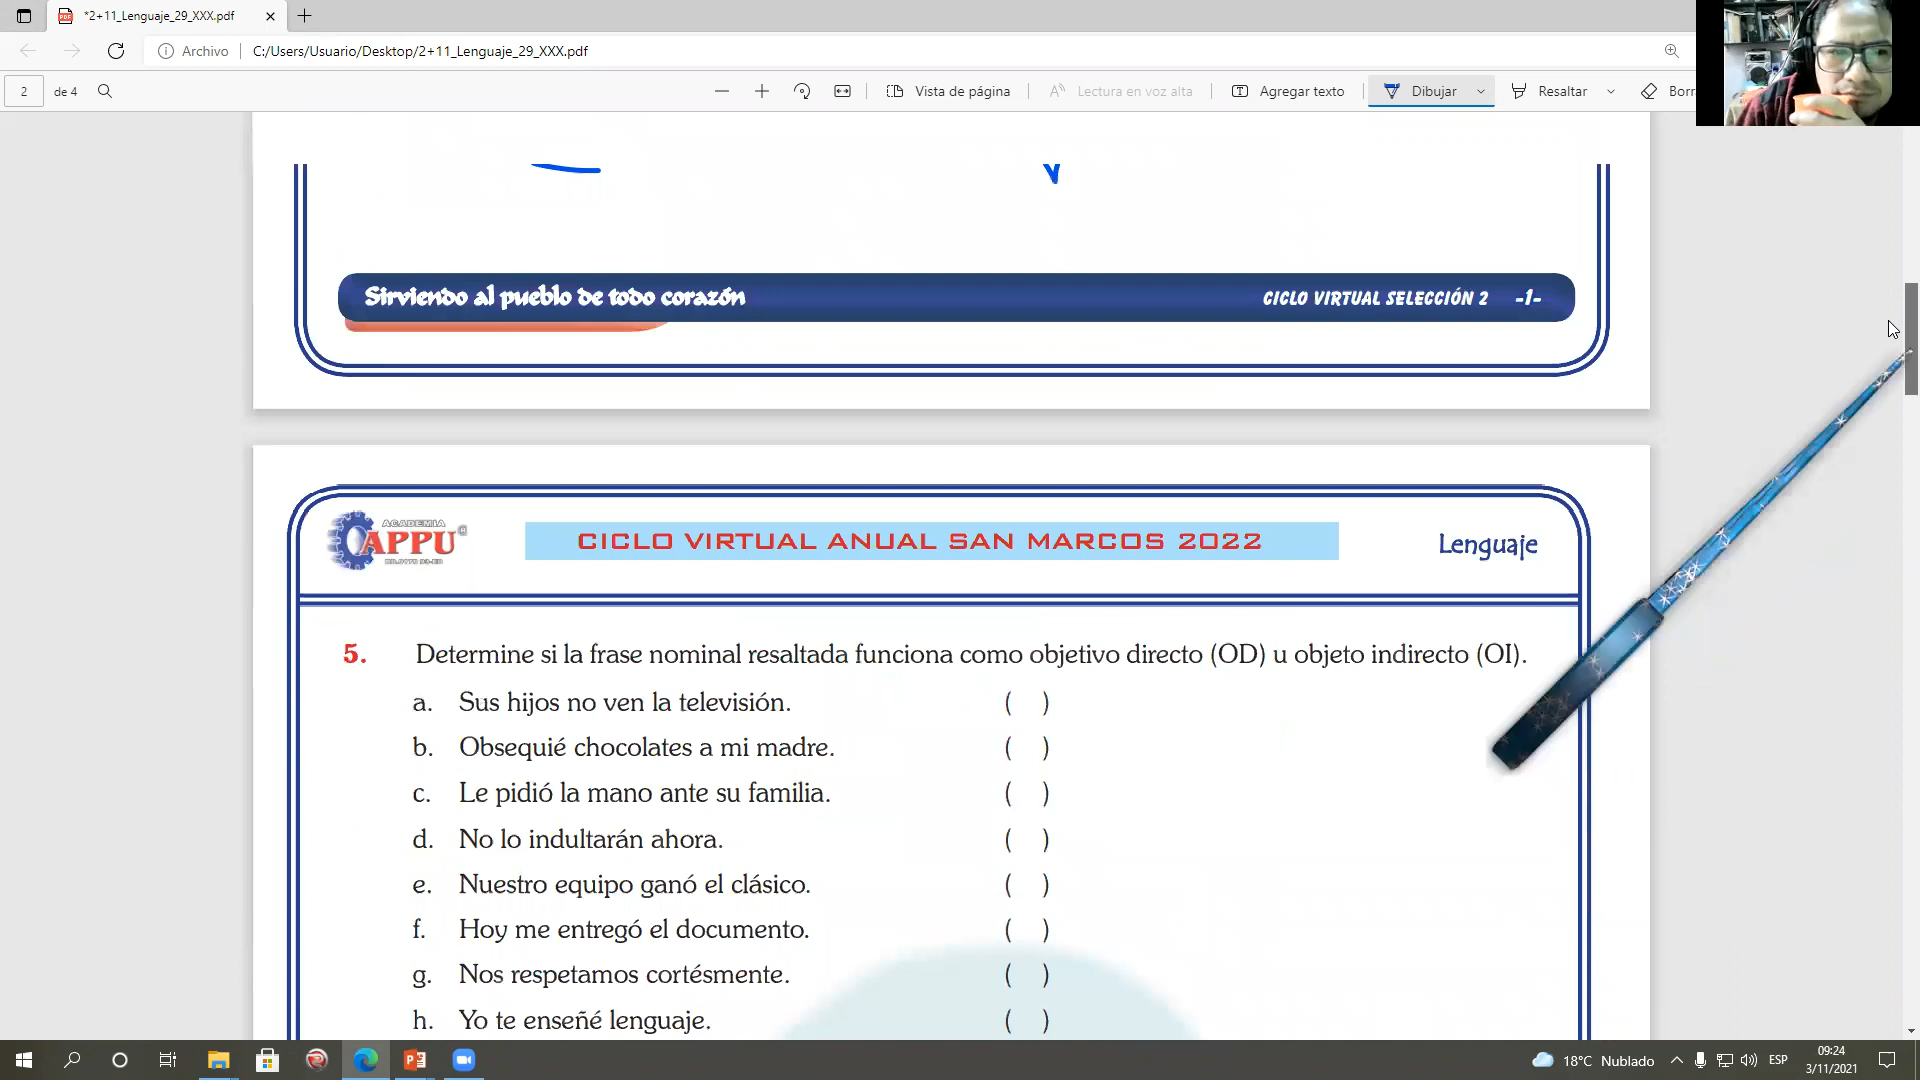 *2+11_Lenguaje_29_XXX.pdf
Archivo C:/Users/Usuario/Desktop/2+11_Lenguaje_29_XXX.pdf
2 de 4 Vista de página Lectura en voz alta Agregar texto Dibujar Resaltar Borr
Sirviendo al pueblo de todo corazón CICLO VIRTUAL SELECCIÓN 2 -1-
ACADEMIA
APPU
CICLO VIRTUAL ANUAL SAN MARCOS 2022
Lenguaje
5. Determine si la frase nominal resaltada funciona como objetivo directo (OD) u objeto indirecto (OI).
a. Sus hijos no ven la televisión. ( )
b. Obsequié chocolates a mi madre. ( )
c. Le pidió la mano ante su familia. ( )
d. No lo indultarán ahora. ( )
e. Nuestro equipo ganó el clásico. ( )
f. Hoy me entregó el documento. ( )
g. Nos respetamos cortésmente. ( )
h. Yo te enseñé lenguaje. ( )
18°C Nublado ESP 09:24
3/11/2021